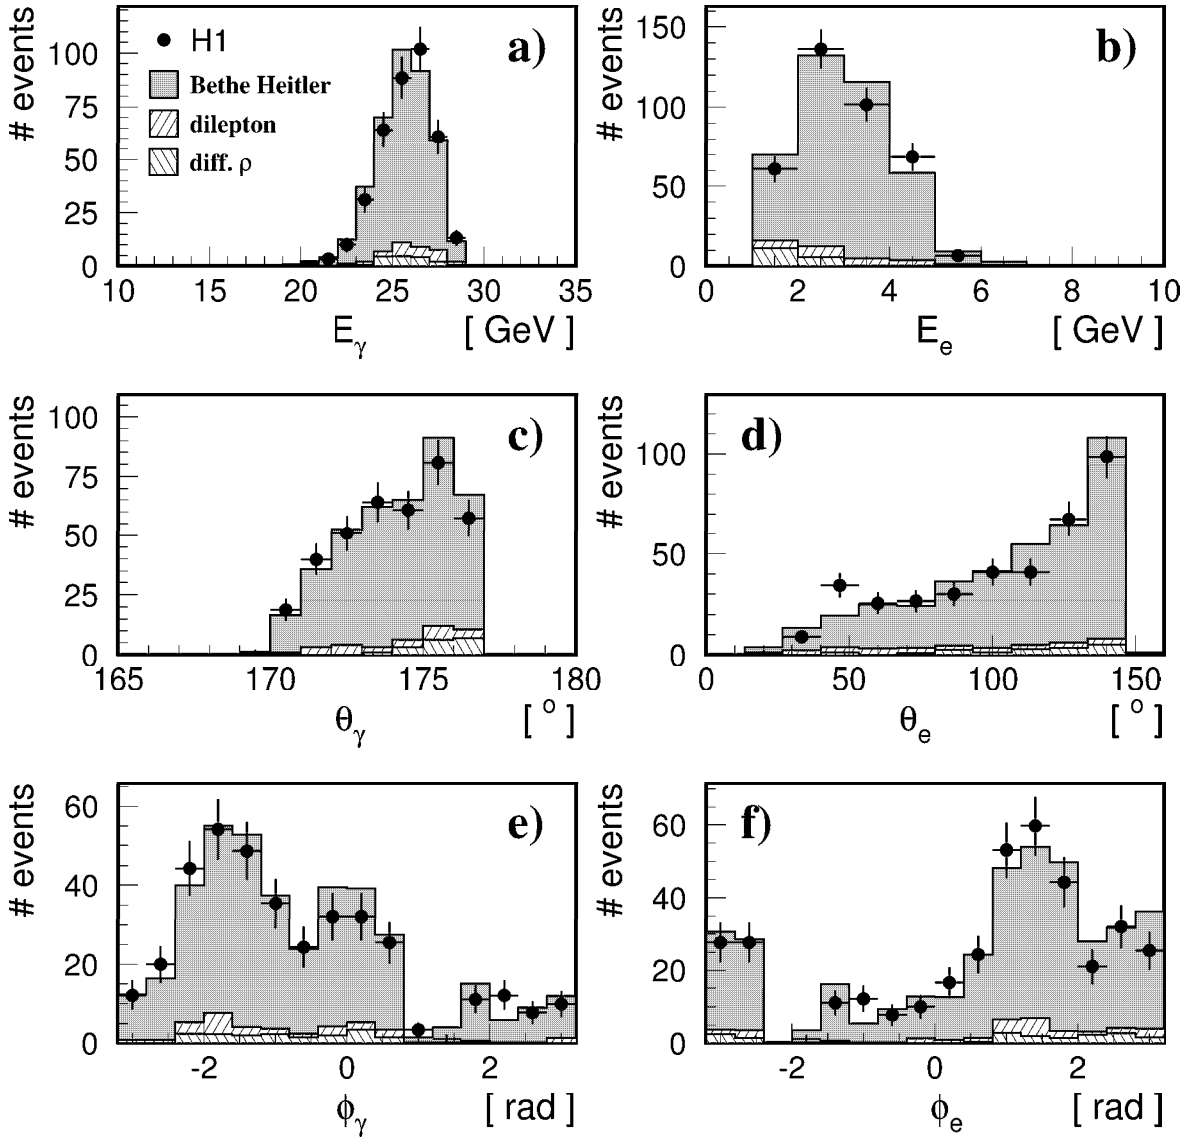 # events
100
75
50
25
0
H1
Bethe Heitler
dilepton
diff. ρ
a)
10 15 20 25 30 35
E_γ [ GeV ]
# events
150
100
50
0
b)
0 2 4 6 8 10
E_e [ GeV ]
# events
100
75
50
25
0
c)
165 170 175 180
θ_γ [ ° ]
# events
100
50
0
d)
0 50 100 150
θ_e [ ° ]
# events
60
40
20
0
e)
-2 0 2
ϕ_γ [ rad ]
# events
60
40
20
0
f)
-2 0 2
ϕ_e [ rad ]